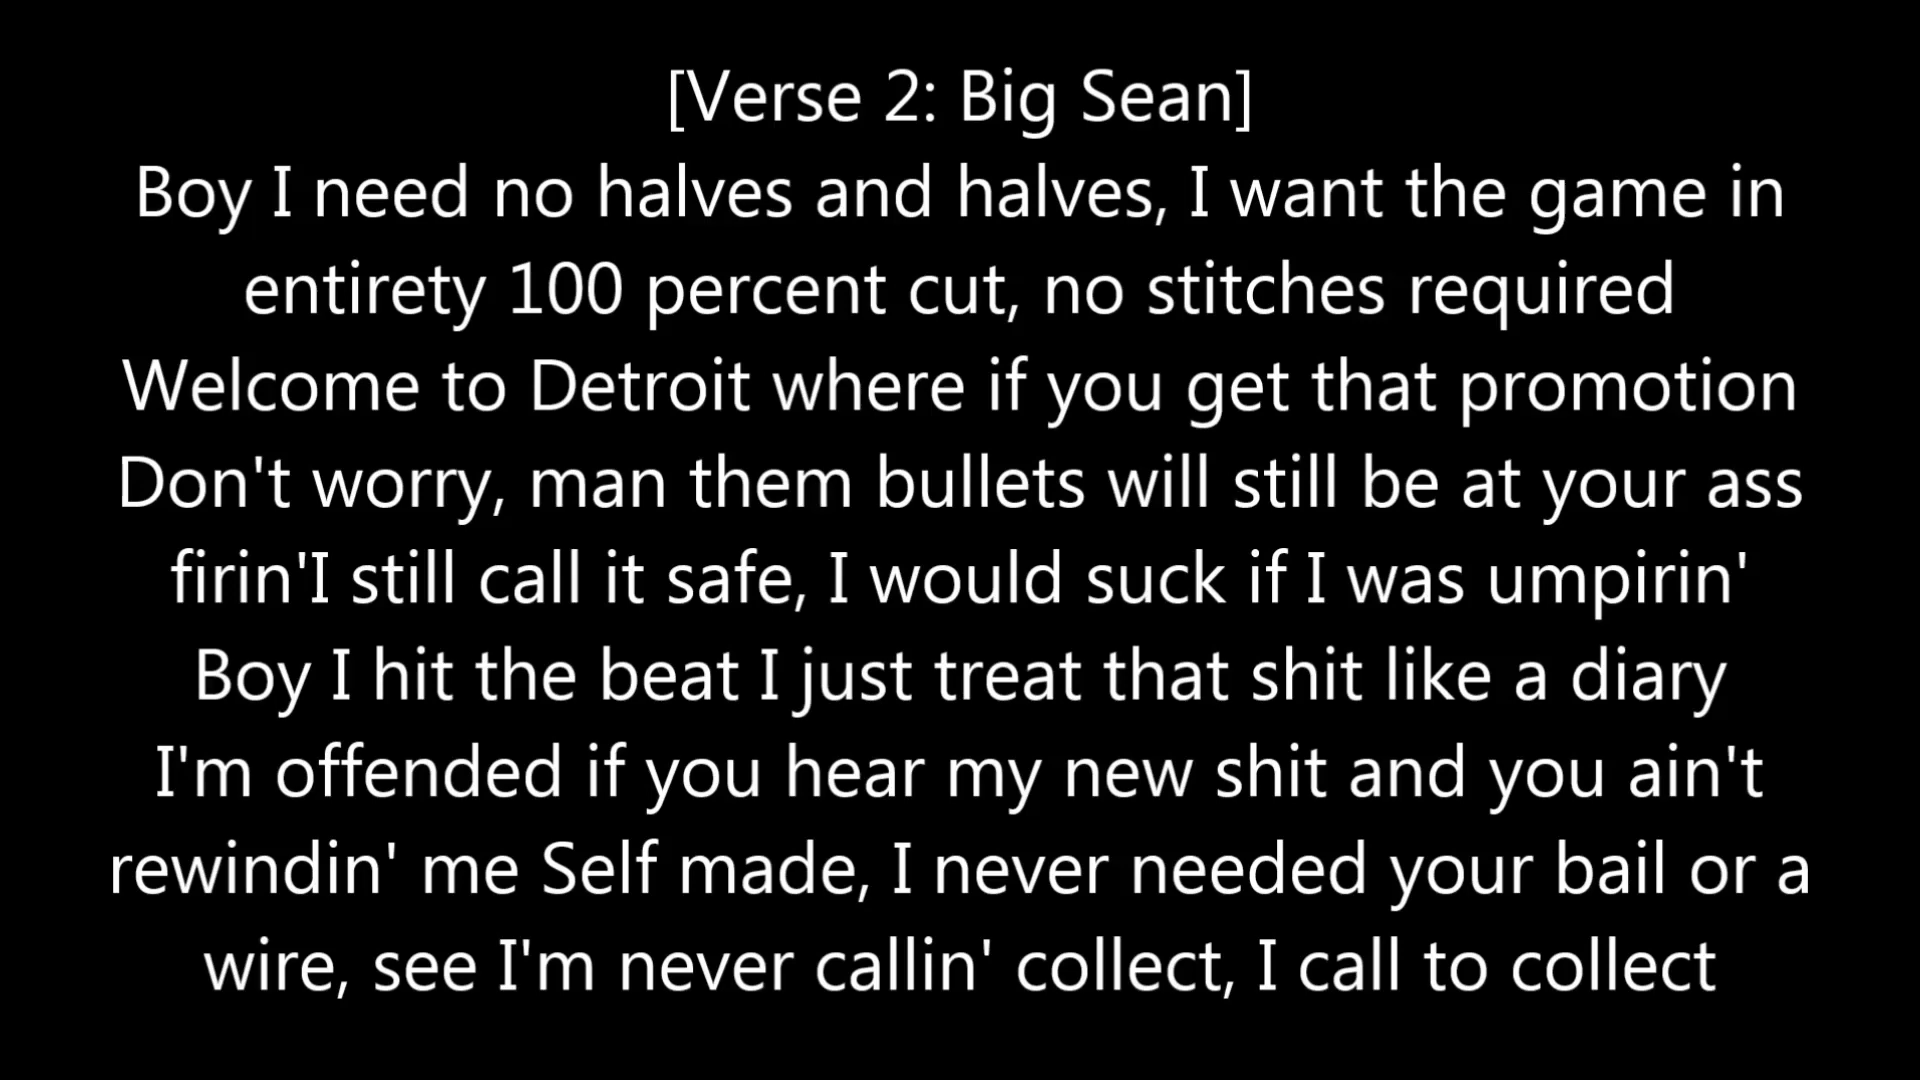 [Verse 2: Big Sean]
Boy I need no halves and halves, I want the game in
entirety 100 percent cut, no stitches required
Welcome to Detroit where if you get that promotion
Don't worry, man them bullets will still be at your ass
firin'I still call it safe, I would suck if I was umpirin'
Boy I hit the beat I just treat that shit like a diary
I'm offended if you hear my new shit and you ain't
rewindin' me Self made, I never needed your bail or a
wire, see I'm never callin' collect, I call to collect